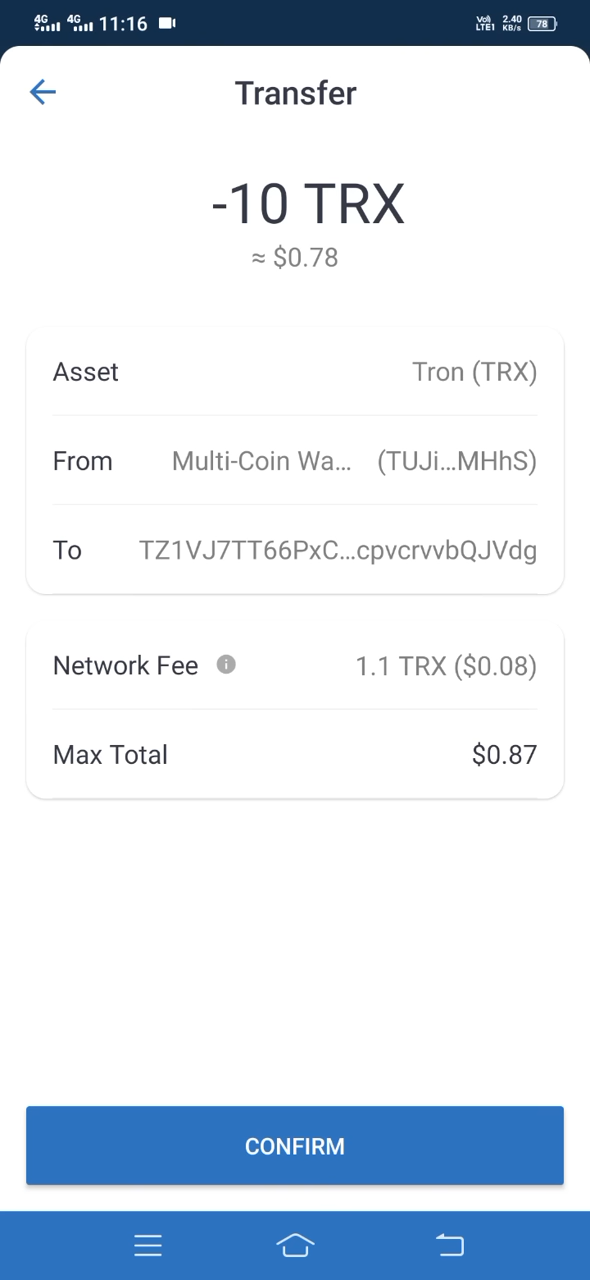 4G 4G 11:16 Vo) LTE1 2.40 KB/s 78
Transfer
-10 TRX
≈ $0.78
Asset Tron (TRX)
From Multi-Coin Wa... (TUJi...MHhS)
To TZ1VJ7TT66PxC...cpvcrvvbQJVdg
Network Fee i 1.1 TRX ($0.08)
Max Total $0.87
CONFIRM